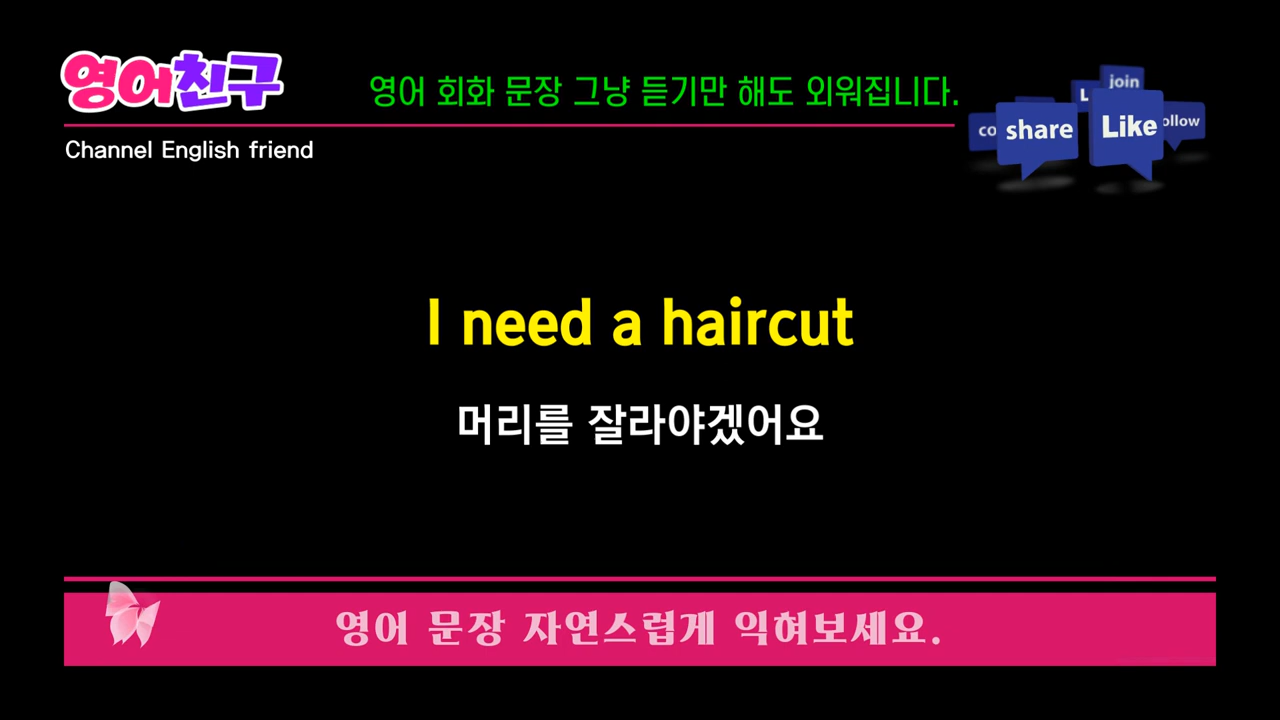 영어친구
영어 회화 문장 그냥 듣기만 해도 외워집니다.
Channel English friend
join
L
co
share
Like
ollow
I need a haircut
머리를 잘라야겠어요
영어 문장 자연스럽게 익혀보세요.